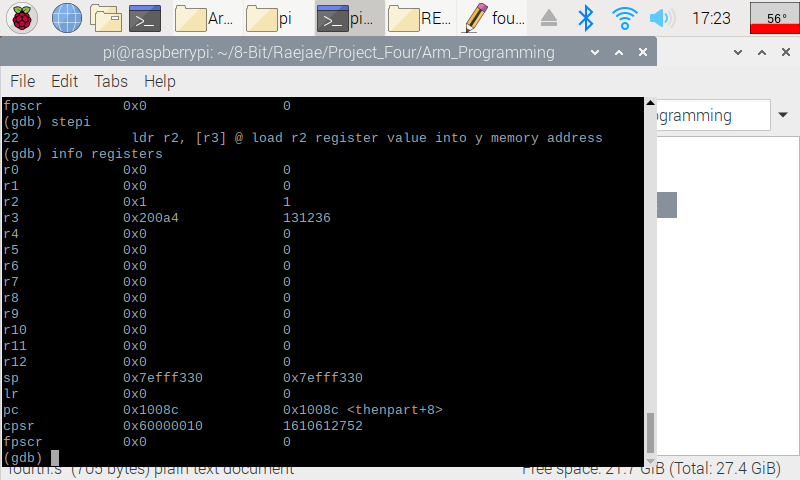 Ar... pi pi... RE... fou... 17:23 56°
pi@raspberrypi: ~/8-Bit/Raejae/Project_Four/Arm_Programming
File Edit Tabs Help
ogramming
fpscr 0x0 0
(gdb) stepi
22 ldr r2, [r3] @ load r2 register value into y memory address
(gdb) info registers
r0 0x0 0
r1 0x0 0
r2 0x1 1
r3 0x200a4 131236
r4 0x0 0
r5 0x0 0
r6 0x0 0
r7 0x0 0
r8 0x0 0
r9 0x0 0
r10 0x0 0
r11 0x0 0
r12 0x0 0
sp 0x7efff330 0x7efff330
lr 0x0 0
pc 0x1008c 0x1008c <thenpart+8>
cpsr 0x60000010 1610612752
fpscr 0x0 0
(gdb)
"fourth.s" (705 bytes) plain text document Free space: 21.7 GiB (Total: 27.4 GiB)